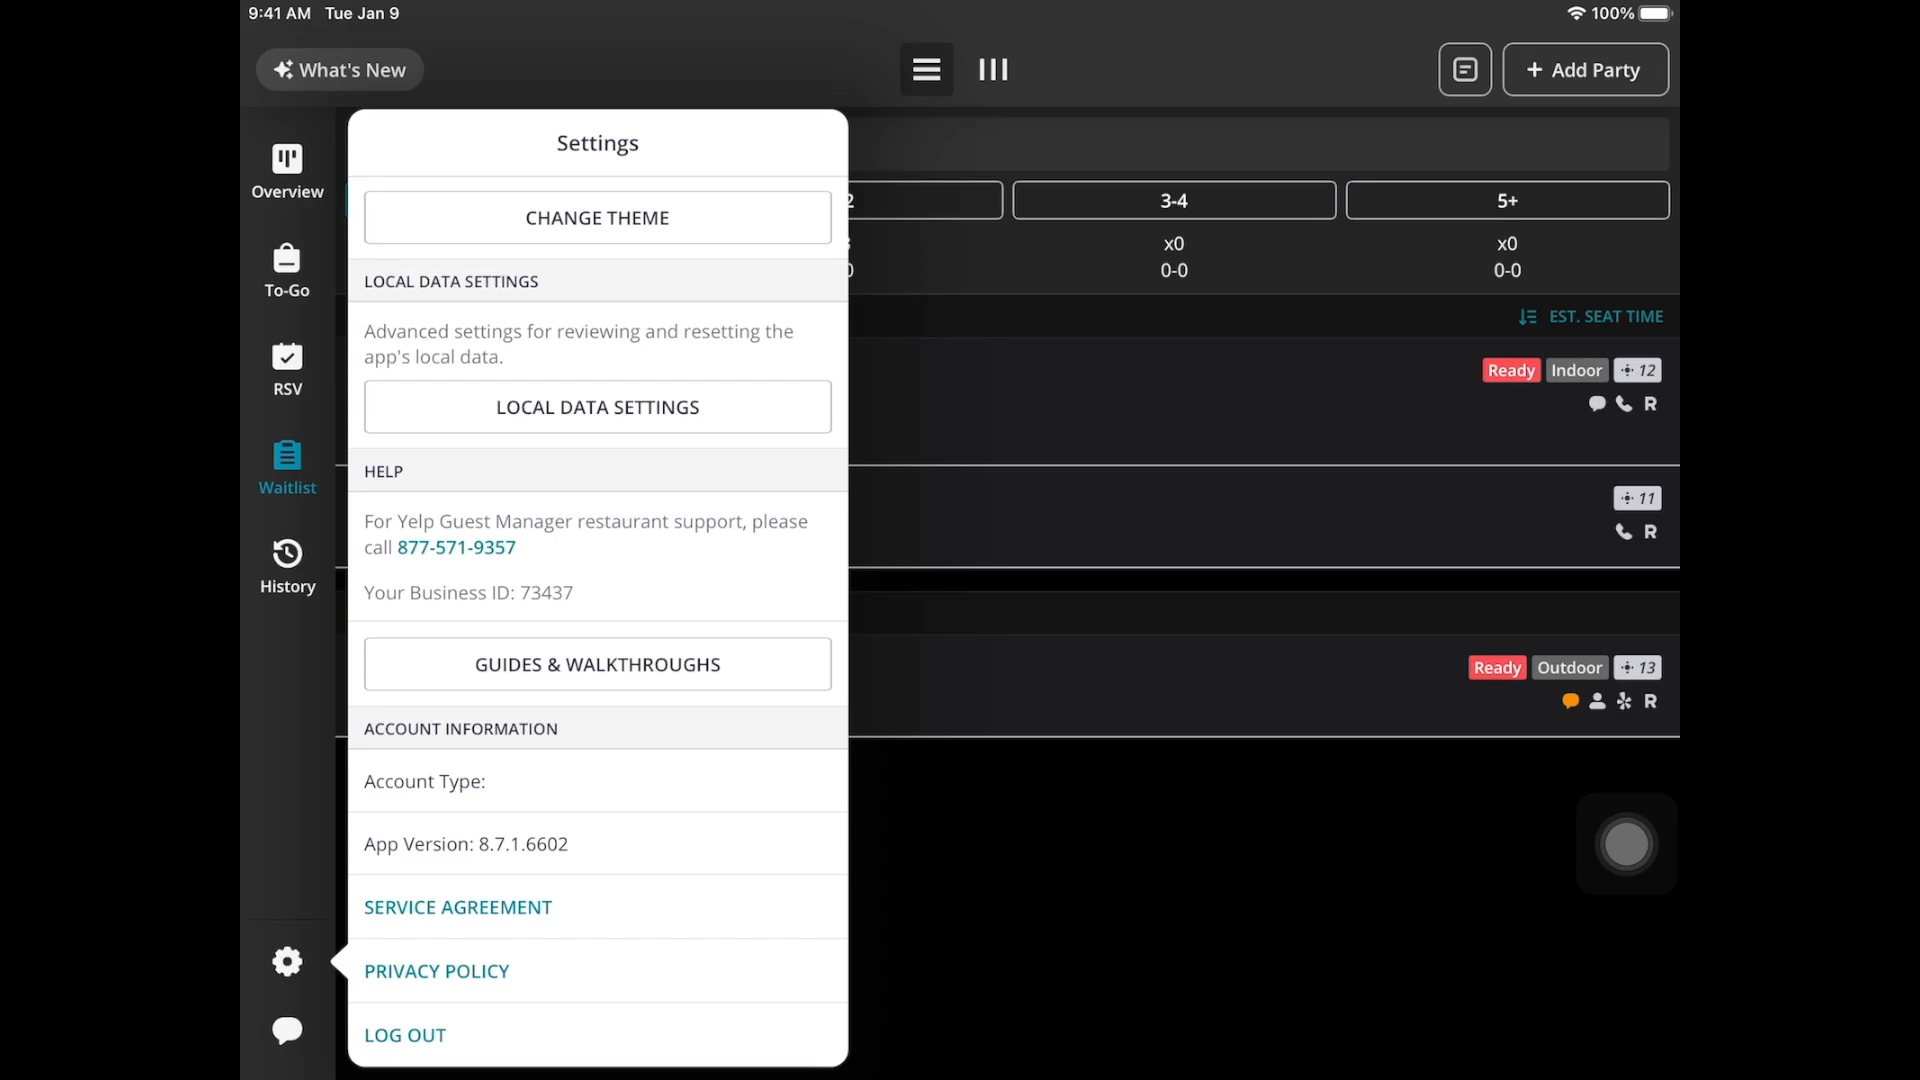 9:41 AM Tue Jan 9
100%
What's New
+ Add Party
Overview
To-Go
RSV
Waitlist
History
Settings
CHANGE THEME
LOCAL DATA SETTINGS
Advanced settings for reviewing and resetting the
app's local data.
LOCAL DATA SETTINGS
HELP
For Yelp Guest Manager restaurant support, please
call 877-571-9357
Your Business ID: 73437
GUIDES & WALKTHROUGHS
ACCOUNT INFORMATION
Account Type:
App Version: 8.7.1.6602
SERVICE AGREEMENT
PRIVACY POLICY
LOG OUT
2
3-4
5+
x0
x0
0-0
0-0
EST. SEAT TIME
Ready Indoor 12
R
11
R
Ready Outdoor 13
R